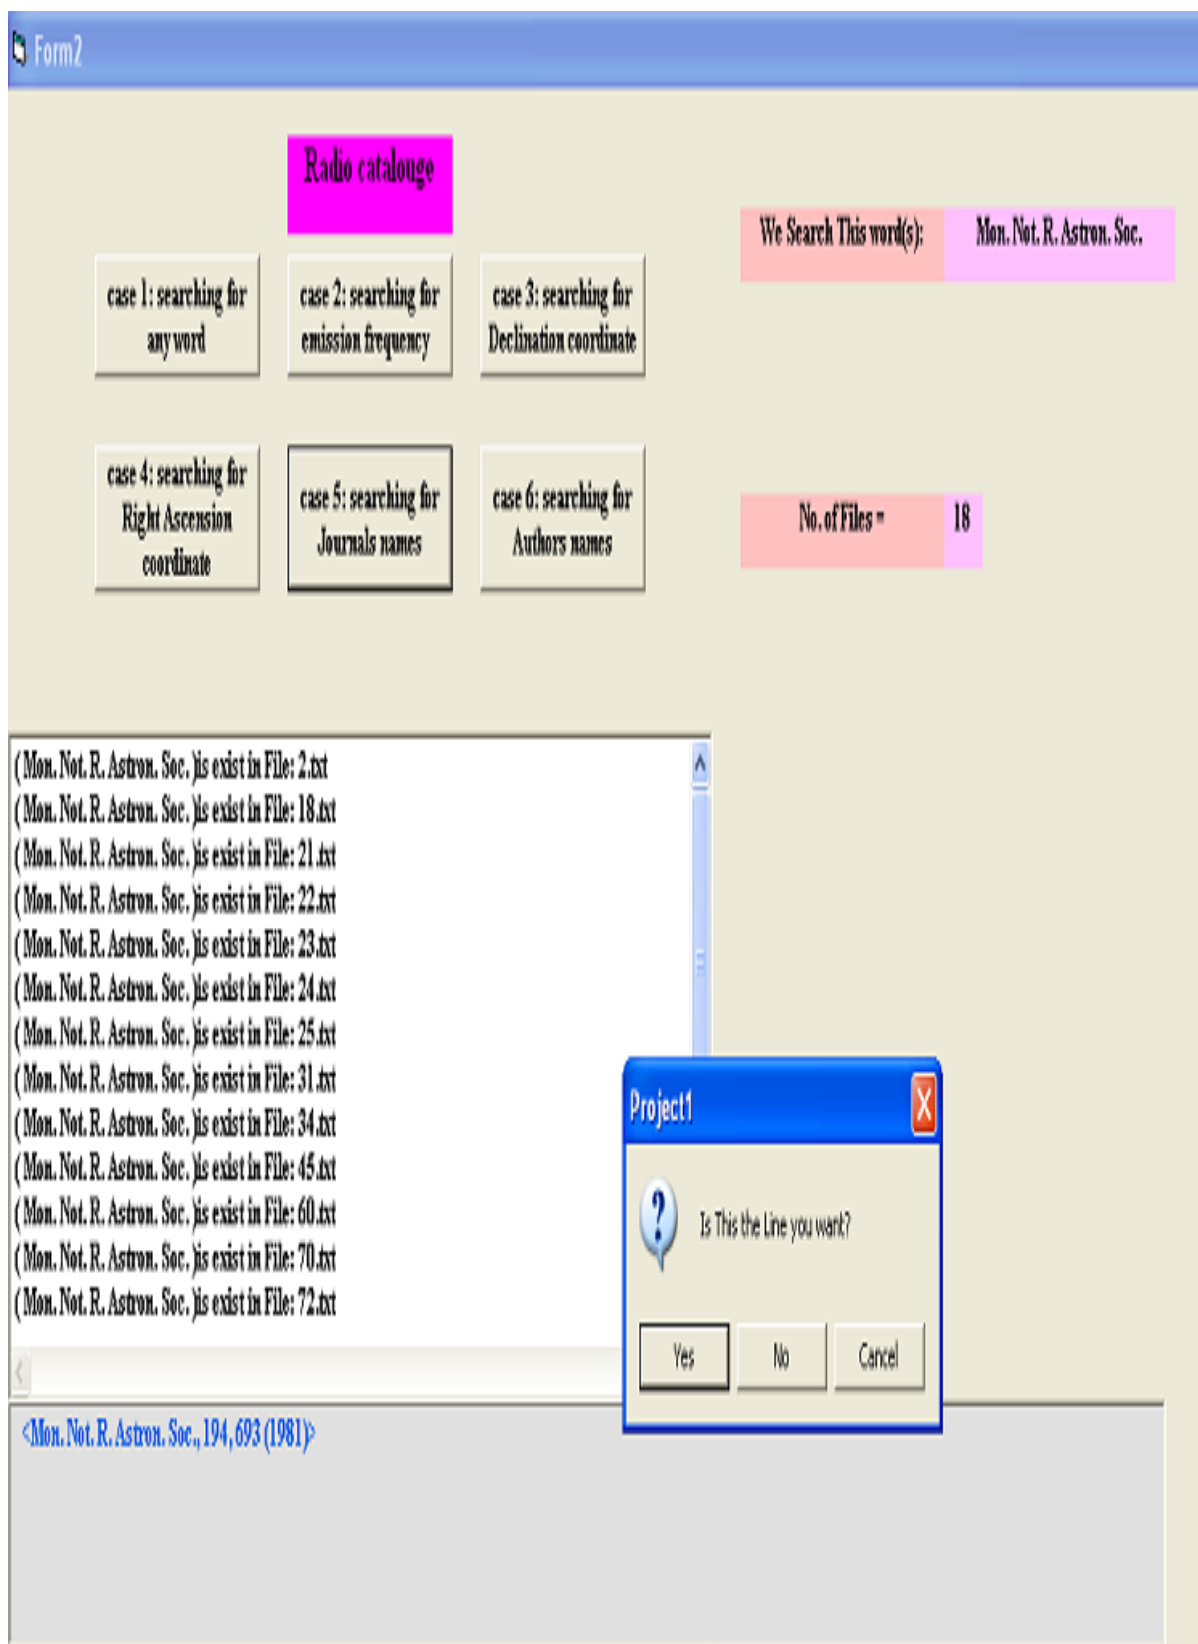 Form2
Radio catalouge
We Search This word(s):
Mon. Not. R. Astron. Soc.
case 1: searching for
any word
case 2: searching for
emission frequency
case 3: searching for
Declination coordinate
case 4: searching for
Right Ascension
coordinate
case 5: searching for
Journals names
case 6: searching for
Authors names
No. of Files =
18
( Mon. Not. R. Astron. Soc. )is exist in File: 2.txt
( Mon. Not. R. Astron. Soc. )is exist in File: 18.txt
( Mon. Not. R. Astron. Soc. )is exist in File: 21.txt
( Mon. Not. R. Astron. Soc. )is exist in File: 22.txt
( Mon. Not. R. Astron. Soc. )is exist in File: 23.txt
( Mon. Not. R. Astron. Soc. )is exist in File: 24.txt
( Mon. Not. R. Astron. Soc. )is exist in File: 25.txt
( Mon. Not. R. Astron. Soc. )is exist in File: 31.txt
( Mon. Not. R. Astron. Soc. )is exist in File: 34.txt
( Mon. Not. R. Astron. Soc. )is exist in File: 45.txt
( Mon. Not. R. Astron. Soc. )is exist in File: 60.txt
( Mon. Not. R. Astron. Soc. )is exist in File: 70.txt
( Mon. Not. R. Astron. Soc. )is exist in File: 72.txt
Project1
Is This the Line you want?
Yes
No
Cancel
<Mon. Not. R. Astron. Soc., 194, 693 (1981)>